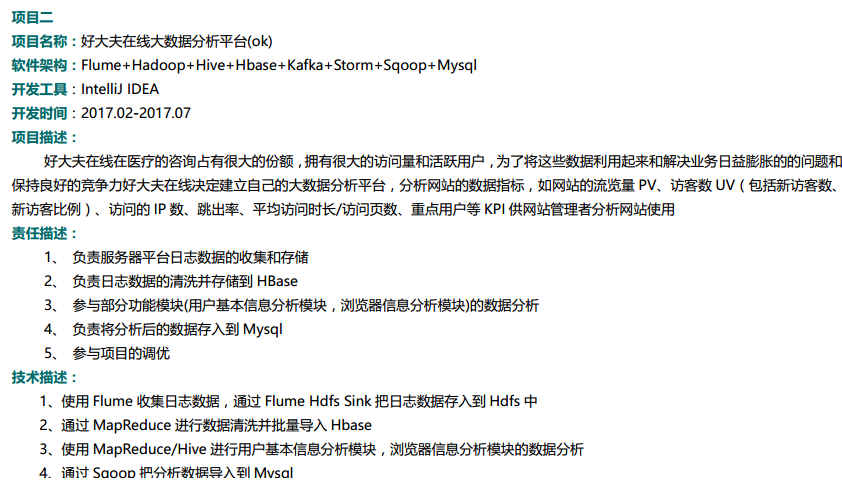 项目二
项目名称：好大夫在线大数据分析平台(ok)
软件架构：Flume+Hadoop+Hive+Hbase+Kafka+Storm+Sqoop+Mysql
开发工具：IntelliJ IDEA
开发时间：2017.02-2017.07
项目描述：
好大夫在线在医疗的咨询占有很大的份额，拥有很大的访问量和活跃用户，为了将这些数据利用起来和解决业务日益膨胀的的问题和
保持良好的竞争力好大夫在线决定建立自己的大数据分析平台，分析网站的数据指标，如网站的流览量 PV、访客数 UV（包括新访客数、
新访客比例）、访问的 IP 数、跳出率、平均访问时长/访问页数、重点用户等 KPI 供网站管理者分析网站使用
责任描述：
1、 负责服务器平台日志数据的收集和存储
2、 负责日志数据的清洗并存储到 HBase
3、 参与部分功能模块(用户基本信息分析模块，浏览器信息分析模块)的数据分析
4、 负责将分析后的数据存入到 Mysql
5、 参与项目的调优
技术描述：
1、使用 Flume 收集日志数据，通过 Flume Hdfs Sink 把日志数据存入到 Hdfs 中
2、通过 MapReduce 进行数据清洗并批量导入 Hbase
3、使用 MapReduce/Hive 进行用户基本信息分析模块，浏览器信息分析模块的数据分析
4、通过 Sqoop 把分析数据导入到 Mysql